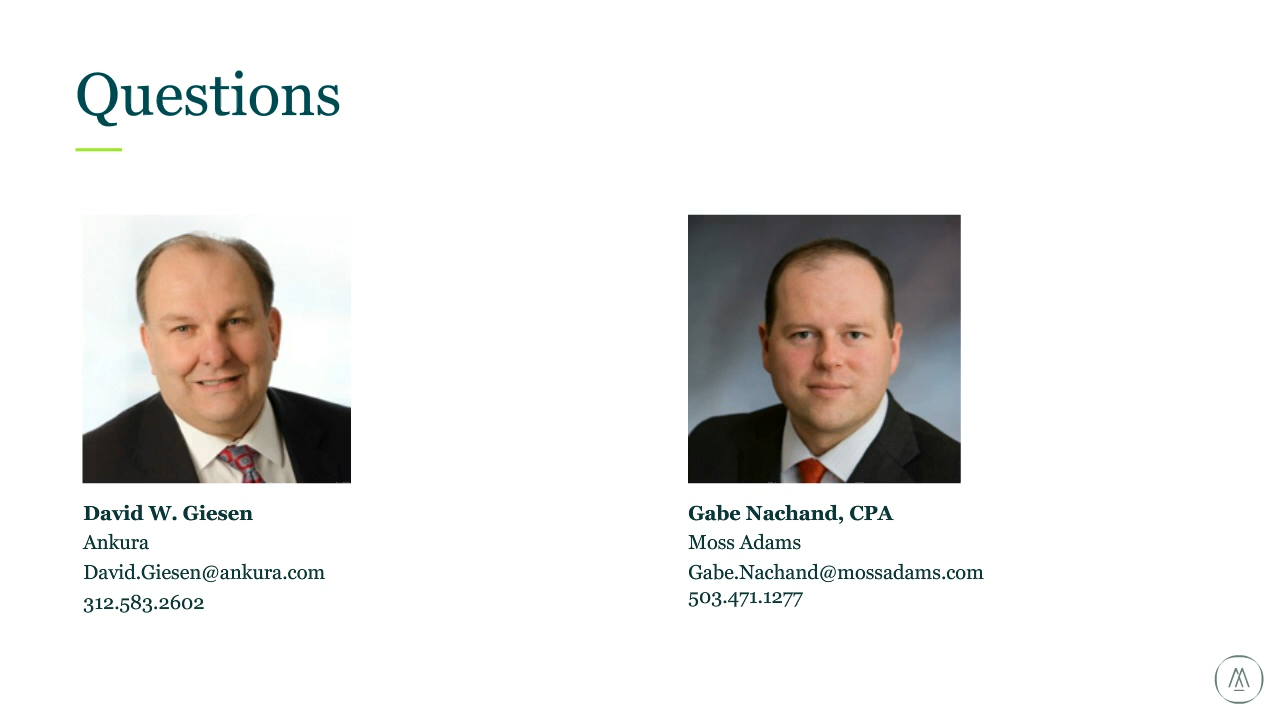 Questions
David W. Giesen
Ankura
David.Giesen@ankura.com
312.583.2602
Gabe Nachand, CPA
Moss Adams
Gabe.Nachand@mossadams.com
503.471.1277